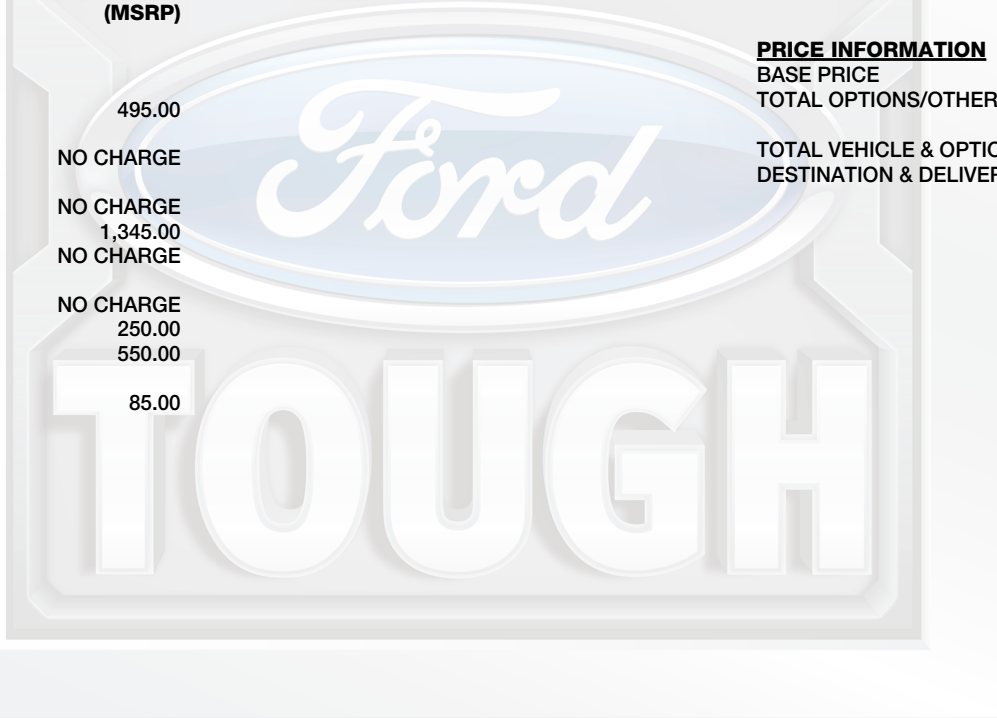 (MSRP)
495.00
NO CHARGE
NO CHARGE
1,345.00
NO CHARGE
NO CHARGE
250.00
550.00
85.00
PRICE INFORMATION
BASE PRICE
TOTAL OPTIONS/OTHER
TOTAL VEHICLE & OPTIO
DESTINATION & DELIVER
Ford
TOUGH